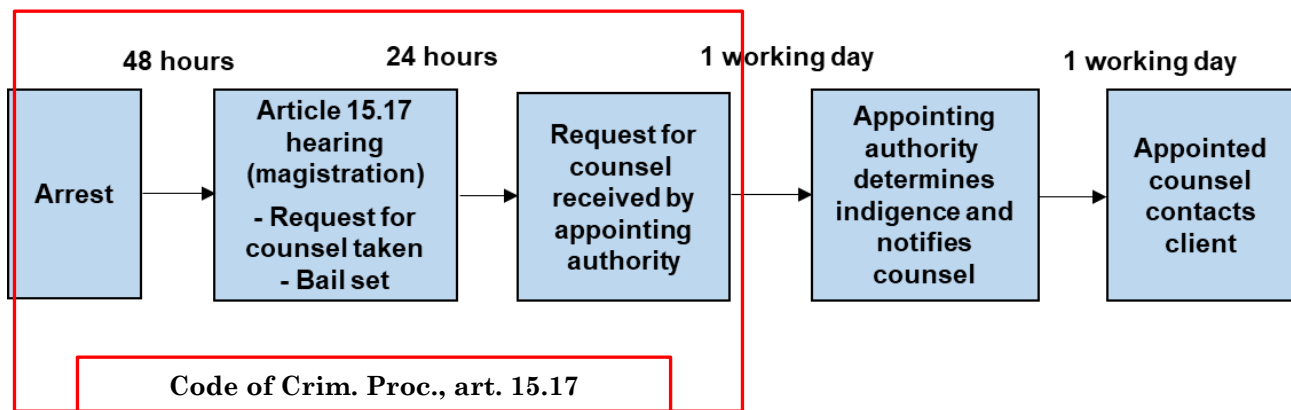 48 hours
24 hours
1 working day
1 working day
Arrest
Article 15.17
hearing
(magistration)
- Request for
counsel taken
- Bail set
Request for
counsel
received by
appointing
authority
Appointing
authority
determines
indigence and
notifies
counsel
Appointed
counsel
contacts
client
Code of Crim. Proc., art. 15.17